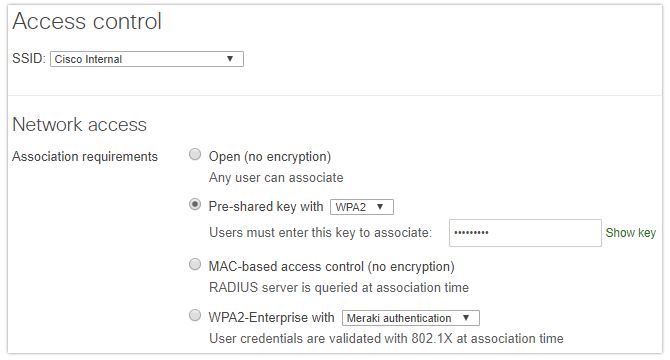 Access control
SSID: Cisco Internal
Network access
Association requirements Open (no encryption)
Any user can associate
Pre-shared key with WPA2
Users must enter this key to associate: ••••••••• Show key
MAC-based access control (no encryption)
RADIUS server is queried at association time
WPA2-Enterprise with Meraki authentication
User credentials are validated with 802.1X at association time